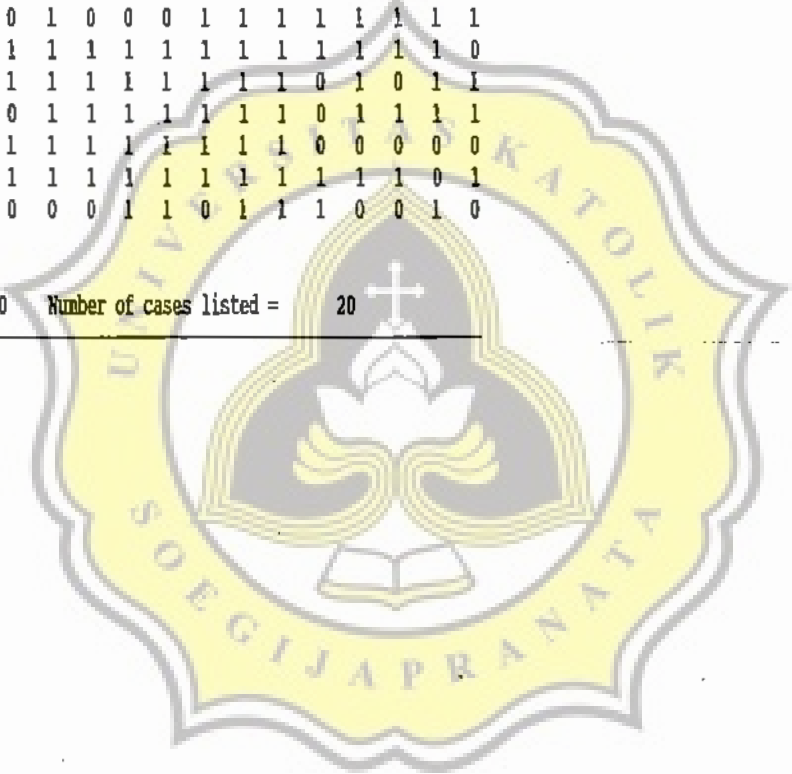 0 1 0 0 0 1 1 1 1 1 1 1 1
1 1 1 1 1 1 1 1 1 1 1 1 0
1 1 1 1 1 1 1 1 0 1 0 1 1
0 1 1 1 1 1 1 1 0 1 1 1 1
1 1 1 1 1 1 1 1 0 0 0 0 0
1 1 1 1 1 1 1 1 1 1 1 0 1
0 0 0 1 1 0 1 1 1 0 0 1 0
0 Number of cases listed = 20
UNIVERSITAS KATOLIK
SOEGIJAPRANATA